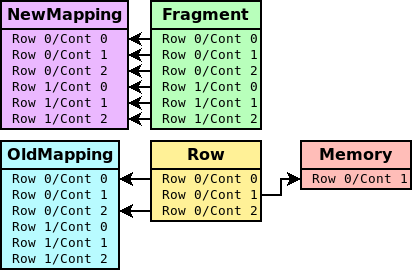 NewMapping
Row 0/Cont 0
Row 0/Cont 1
Row 0/Cont 2
Row 1/Cont 0
Row 1/Cont 1
Row 1/Cont 2
Fragment
Row 0/Cont 0
Row 0/Cont 1
Row 0/Cont 2
Row 1/Cont 0
Row 1/Cont 1
Row 1/Cont 2
OldMapping
Row 0/Cont 0
Row 0/Cont 1
Row 0/Cont 2
Row 1/Cont 0
Row 1/Cont 1
Row 1/Cont 2
Row
Row 0/Cont 0
Row 0/Cont 1
Row 0/Cont 2
Memory
Row 0/Cont 1